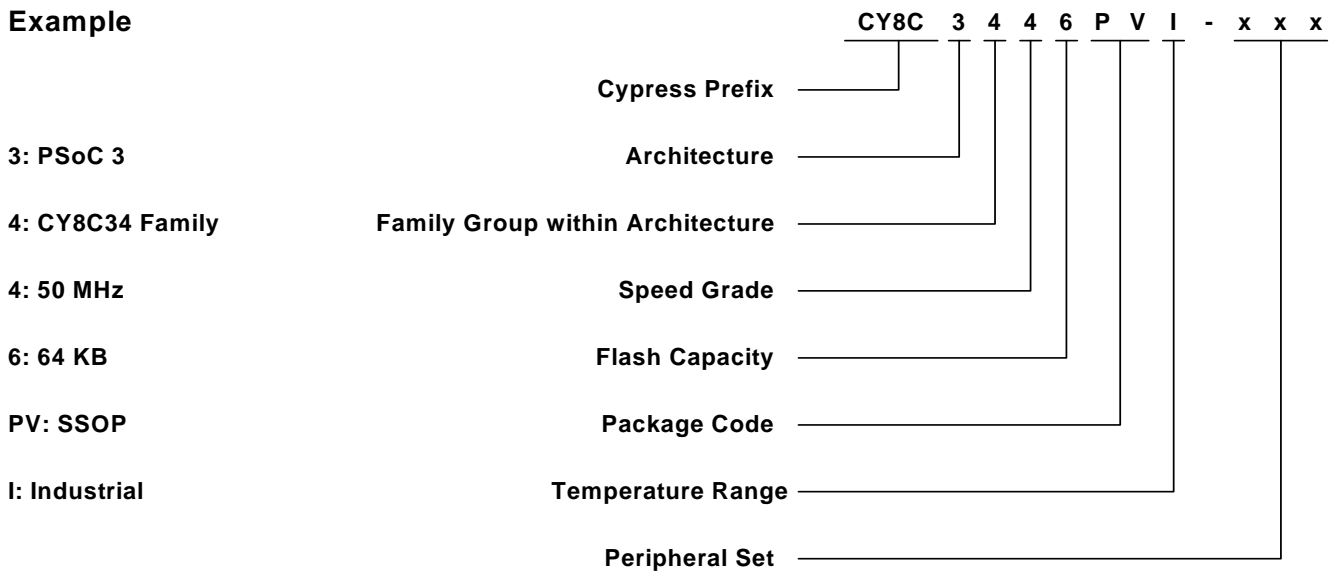 Example CY8C 3 4 4 6 P V I - x x x
Cypress Prefix
3: PSoC 3 Architecture
4: CY8C34 Family Family Group within Architecture
4: 50 MHz Speed Grade
6: 64 KB Flash Capacity
PV: SSOP Package Code
I: Industrial Temperature Range
Peripheral Set